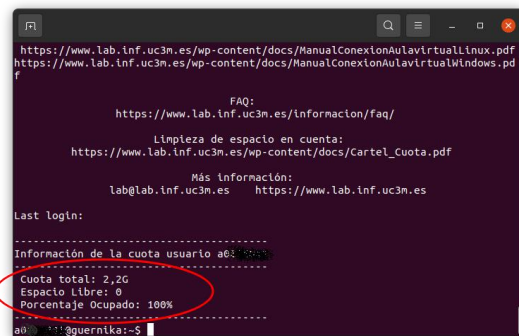 https://www.lab.inf.uc3m.es/wp-content/docs/ManualConexionAulavirtualLinux.pdf
https://www.lab.inf.uc3m.es/wp-content/docs/ManualConexionAulavirtualWindows.pd
f
FAQ:
https://www.lab.inf.uc3m.es/informacion/faq/
Limpieza de espacio en cuenta:
https://www.lab.inf.uc3m.es/wp-content/docs/Cartel_Cuota.pdf
Más información:
lab@lab.inf.uc3m.es https://www.lab.inf.uc3m.es
Last login:
----------------------------------------
Información de la cuota usuario
----------------------------------------
Cuota total: 2,2G
Espacio Libre: 0
Porcentaje Ocupado: 100%
----------------------------------------
@guernika:~$